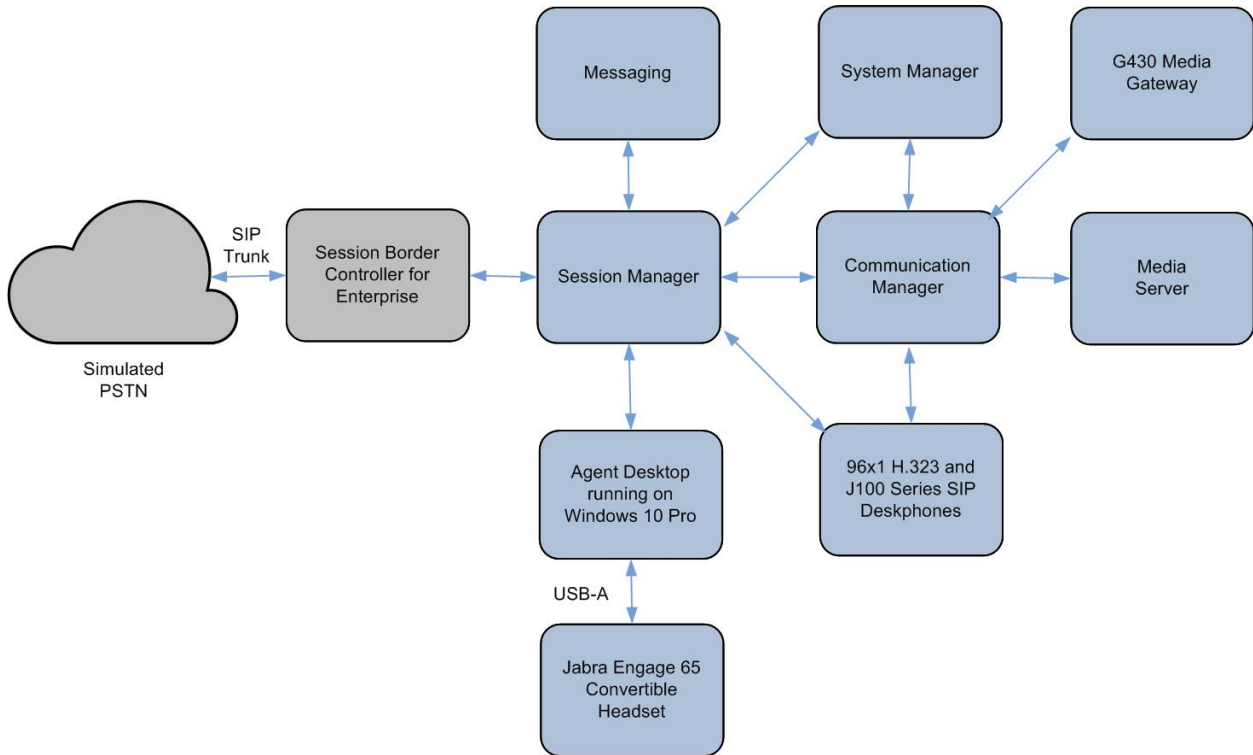 Messaging
System Manager
G430 Media
Gateway
SIP
Trunk
Session Border
Controller for
Enterprise
Session Manager
Communication
Manager
Media
Server
Simulated
PSTN
Agent Desktop
running on
Windows 10 Pro
96x1 H.323 and
J100 Series SIP
Deskphones
USB-A
Jabra Engage 65
Convertible
Headset